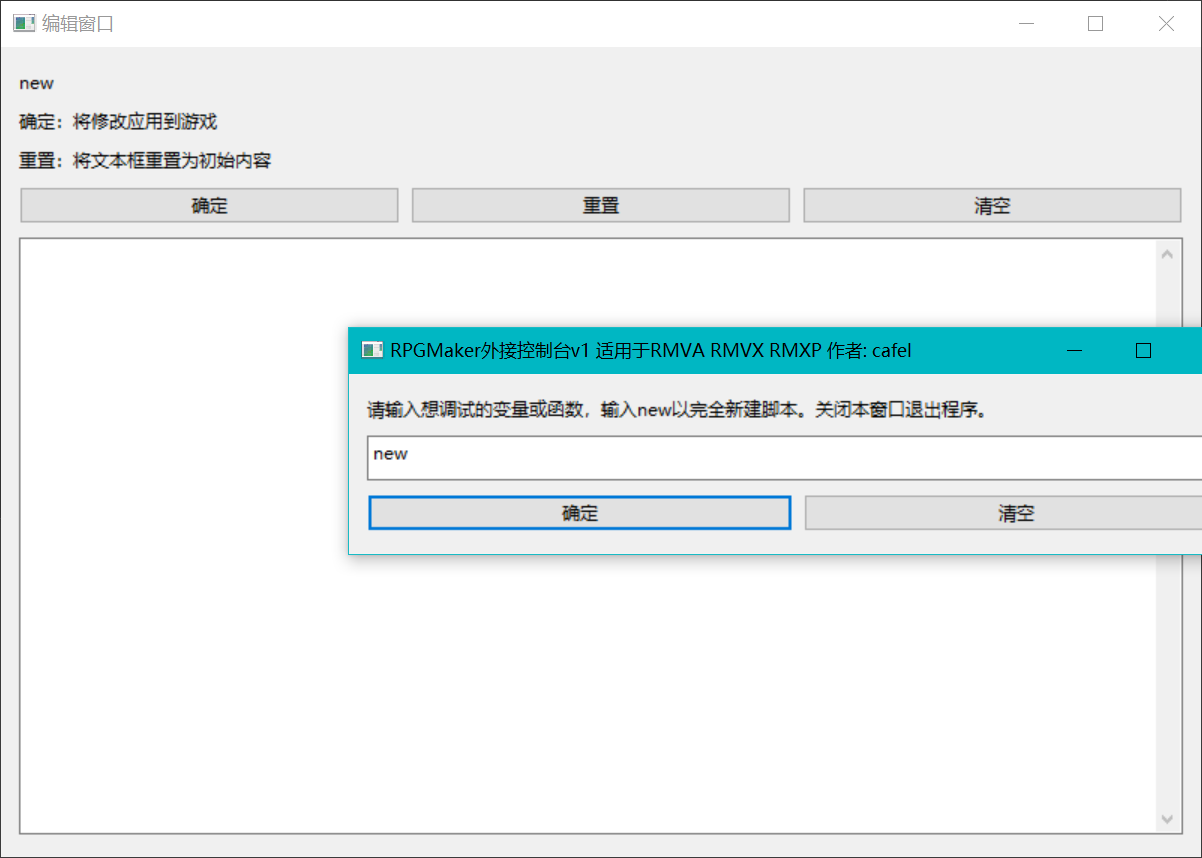 编辑窗口
new
确定：将修改应用到游戏
重置：将文本框重置为初始内容
确定
重置
清空
RPGMaker外接控制台v1 适用于RMVA RMVX RMXP 作者: cafel
请输入想调试的变量或函数，输入new以完全新建脚本。关闭本窗口退出程序。
new
确定
清空